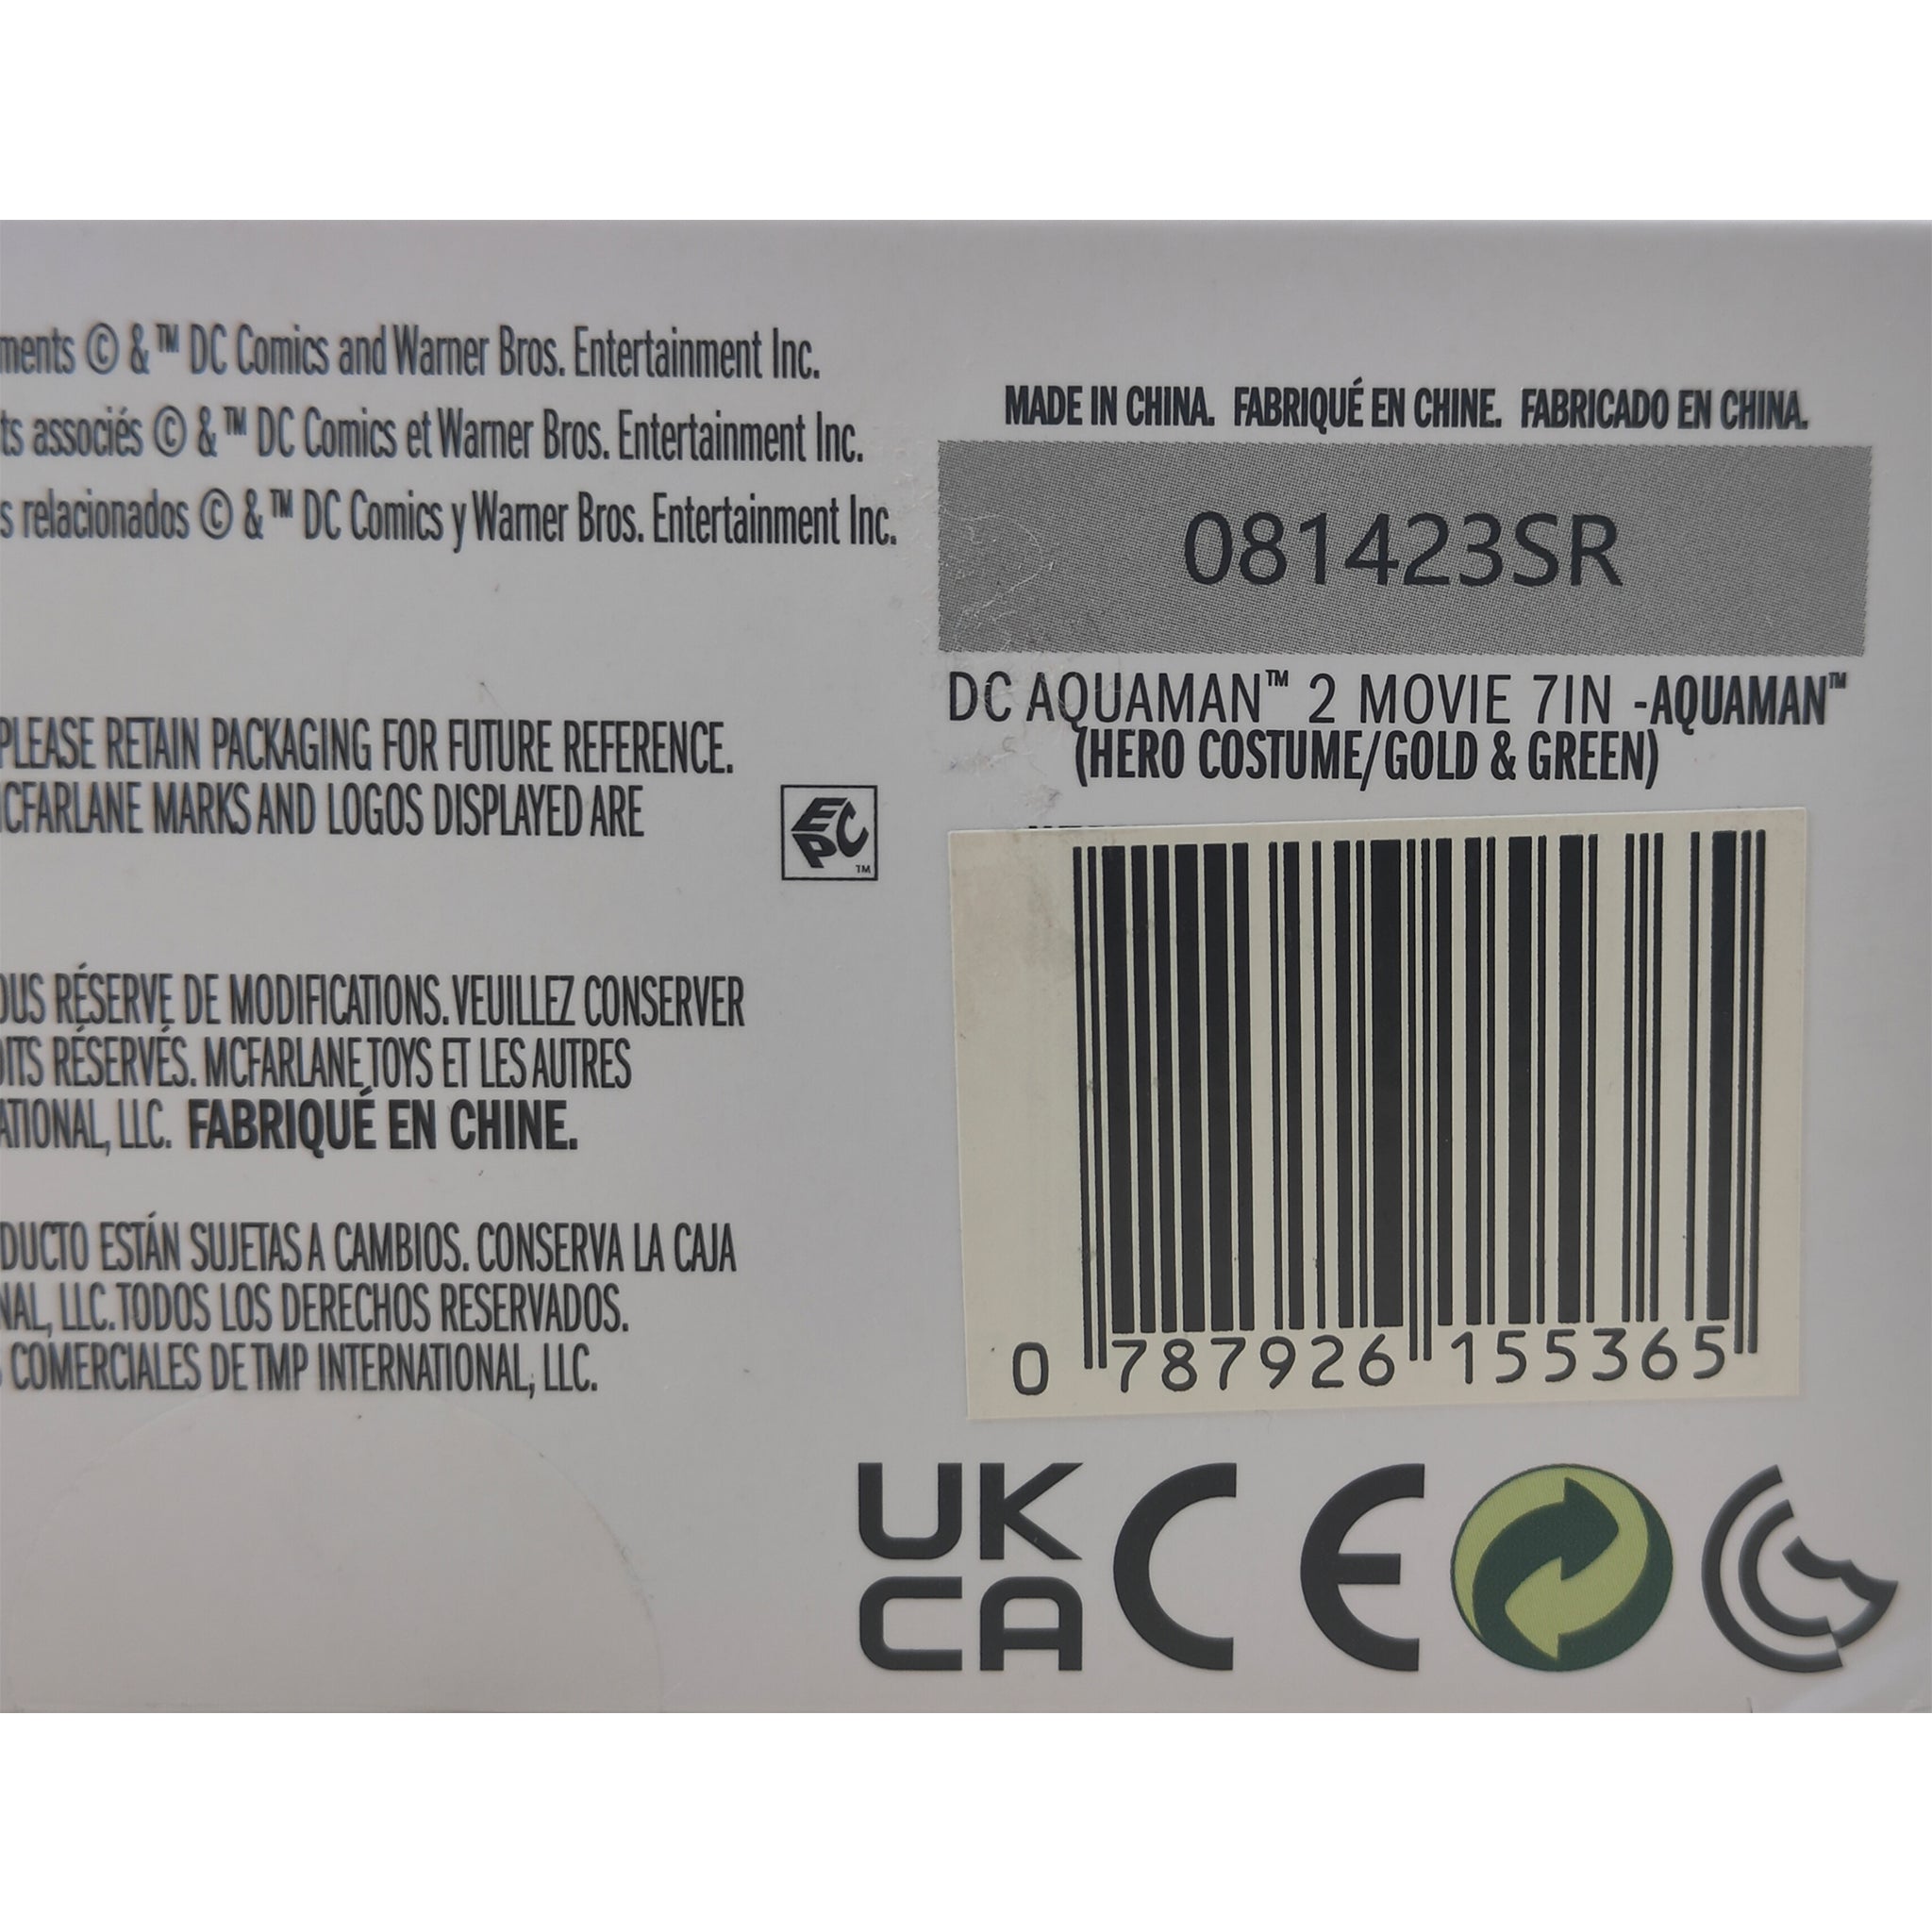 ments © & ™ DC Comics and Warner Bros. Entertainment Inc.
ts associés © & ™ DC Comics et Warner Bros. Entertainment Inc.
s relacionados © & ™ DC Comics y Warner Bros. Entertainment Inc.
PLEASE RETAIN PACKAGING FOR FUTURE REFERENCE.
CFARLANE MARKS AND LOGOS DISPLAYED ARE
EPC™
OUS RÉSERVE DE MODIFICATIONS. VEUILLEZ CONSERVER
OITS RÉSERVÉS. MCFARLANE TOYS ET LES AUTRES
ATIONAL, LLC. FABRIQUÉ EN CHINE.
DUCTO ESTÁN SUJETAS A CAMBIOS. CONSERVA LA CAJA
NAL, LLC. TODOS LOS DERECHOS RESERVADOS.
COMERCIALES DE TMP INTERNATIONAL, LLC.
MADE IN CHINA. FABRIQUÉ EN CHINE. FABRICADO EN CHINA.
081423SR
DC AQUAMAN™ 2 MOVIE 7IN -AQUAMAN™
(HERO COSTUME/GOLD & GREEN)
0 787926 155365
UK
CA
CE